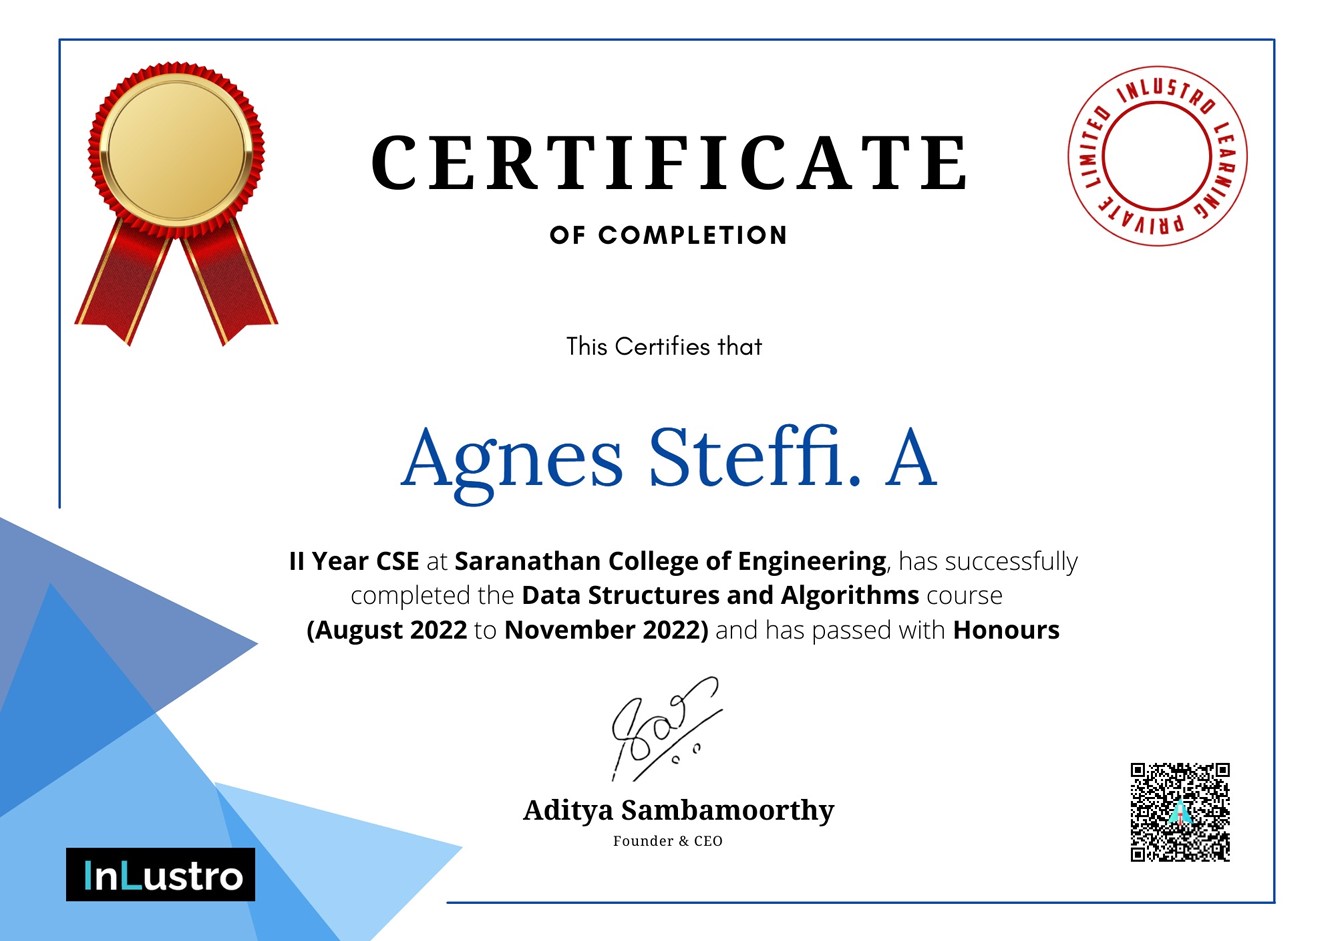 CERTIFICATE
OF COMPLETION
INLUSTRO LEARNING PRIVATE LIMITED
This Certifies that
Agnes Steffi. A
II Year CSE at Saranathan College of Engineering, has successfully
completed the Data Structures and Algorithms course
(August 2022 to November 2022) and has passed with Honours
Aditya Sambamoorthy
Founder & CEO
InLustro